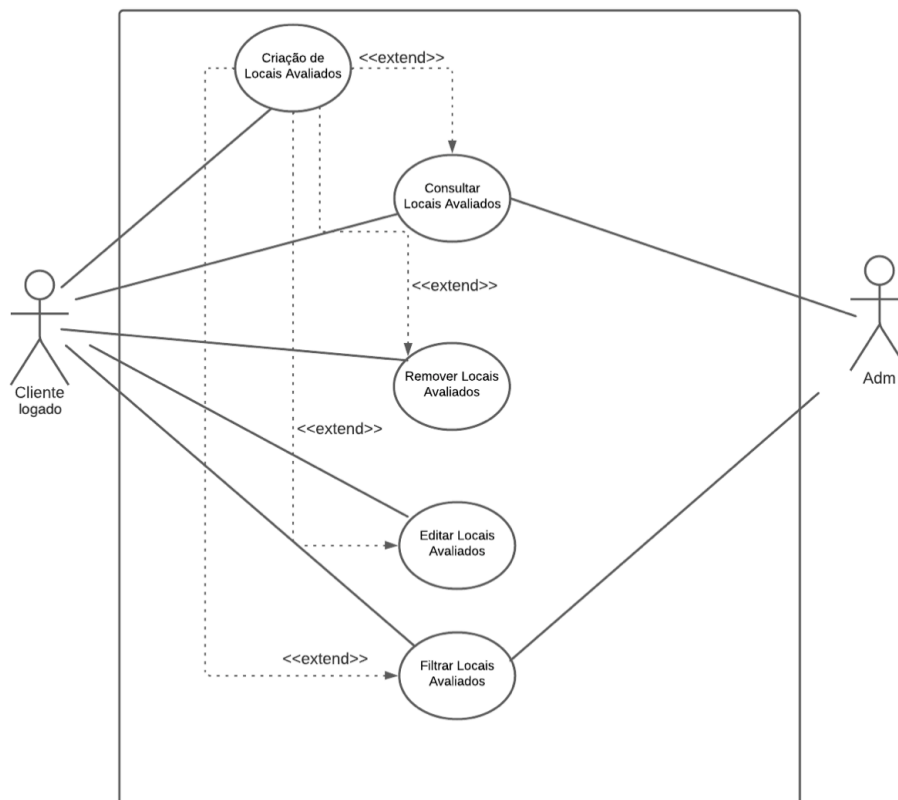 Criação de
Locais Avaliados
<<extend>>
Consultar
Locais Avaliados
<<extend>>
Remover Locais
Avaliados
Cliente
logado
Adm
<<extend>>
Editar Locais
Avaliados
<<extend>>
Filtrar Locais
Avaliados